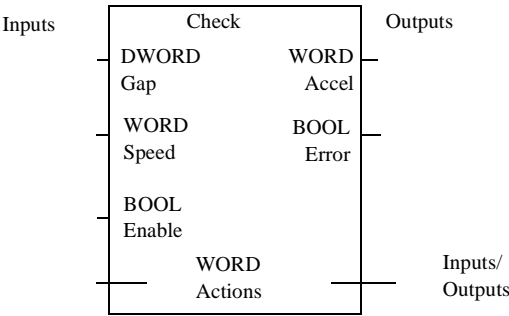 Inputs
Check
Outputs
DWORD
WORD
Gap
Accel
WORD
BOOL
Speed
Error
BOOL
Enable
WORD
Inputs/
Actions
Outputs